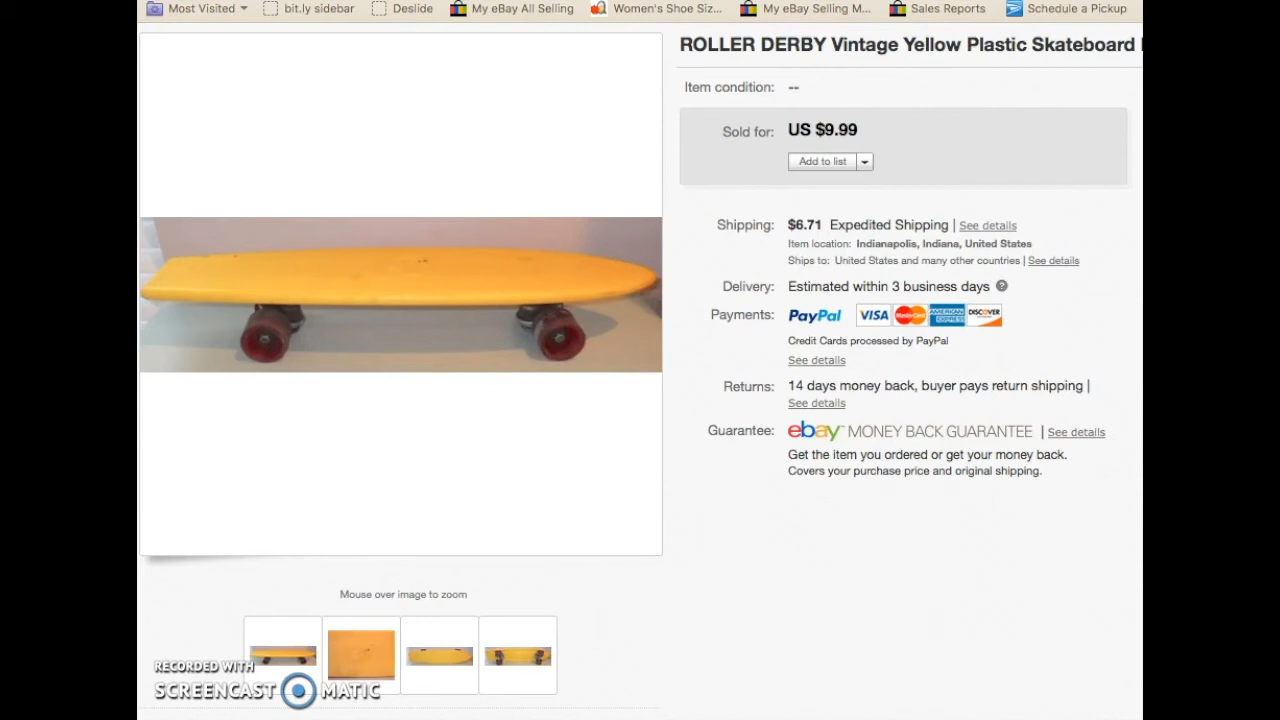 Most Visited bit.ly sidebar Deslide My eBay All Selling Women's Shoe Siz... My eBay Selling M... Sales Reports Schedule a Pickup
ROLLER DERBY Vintage Yellow Plastic Skateboard
Item condition: --
Sold for: US $9.99
Add to list
Shipping: $6.71 Expedited Shipping | See details
Item location: Indianapolis, Indiana, United States
Ships to: United States and many other countries | See details
Delivery: Estimated within 3 business days ?
Payments: PayPal VISA MasterCard AMERICAN EXPRESS DISCOVER
Credit Cards processed by PayPal
See details
Returns: 14 days money back, buyer pays return shipping |
See details
Guarantee: ebay MONEY BACK GUARANTEE | See details
Get the item you ordered or get your money back.
Covers your purchase price and original shipping.
Mouse over image to zoom
RECORDED WITH
SCREENCAST MATIC